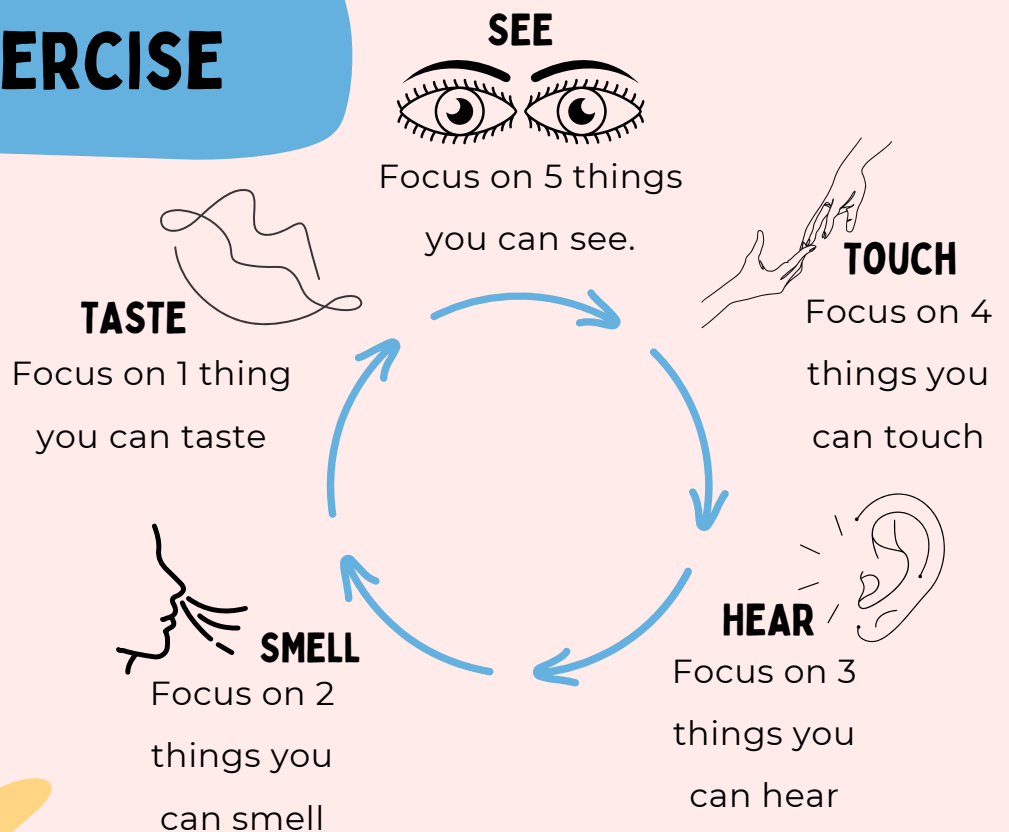 ERCISE
SEE
Focus on 5 things
you can see.
TOUCH
Focus on 4
things you
can touch
HEAR
Focus on 3
things you
can hear
SMELL
Focus on 2
things you
can smell
TASTE
Focus on 1 thing
you can taste